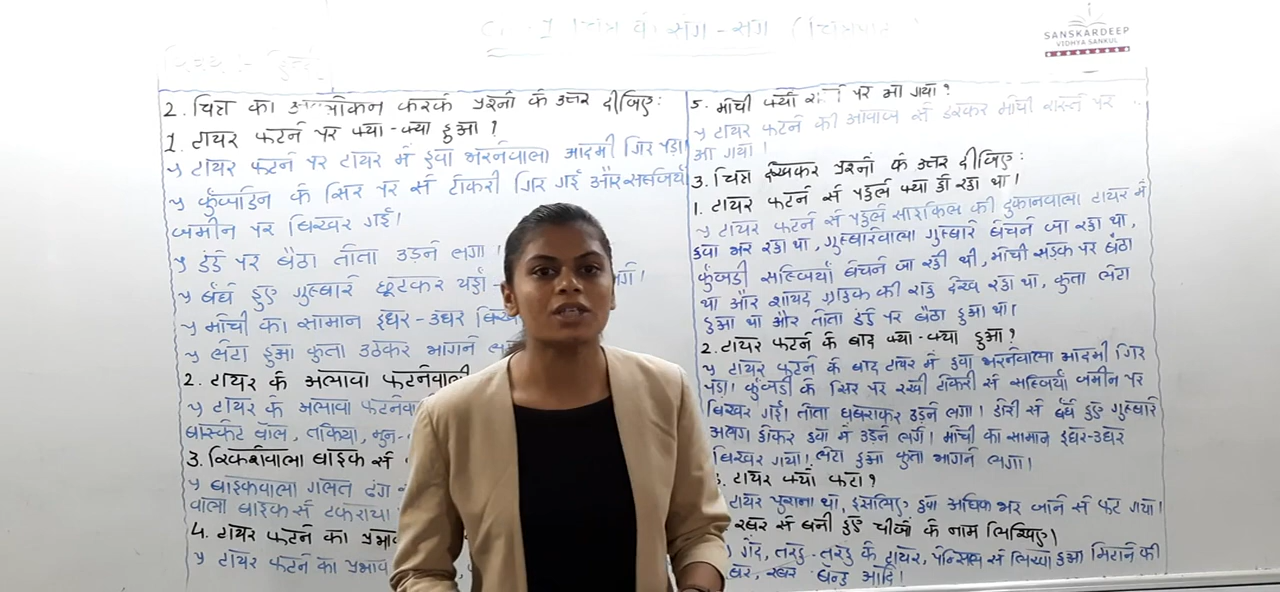 चित्र के संग - संग
SANSKARDEEP
VIDHYA SANKUL
2. चित्र का करके प्रश्नों के उत्तर दीजिए:
1. टायर फटने पर क्या-क्या हुआ ?
→ टायर फटने पर टायर में हवा भरनेवाला आदमी गिर पड़ा।
→ कुँजडिन के सिर पर से टोकरी गिर गई और सब्जियाँ
जमीन पर बिखर गई।
→ डंडे पर बैठा तोता उड़ने लगा।
→ बँधे हुए गुब्बारे छूटकर लगे।
→ मोची का सामान इधर-उधर
→ लेटा हुआ कुता उठकर भागने
2. टायर के अलावा फटनेवाली
→ टायर के अलावा
बास्केट बॉल, तकिया,
3. रिकशेवाला बाइक से
→ बाइकवाला गलत ढंग
वाला बाइक से टकराया
4. टायर फटने का
→ टायर फटने का प्रभाव
5. मोची क्यों पर आ गया ?
→ टायर फटने की आवाज से डरकर मोची रास्ते पर
आ गया।
3. चित्र देखकर प्रश्नों के उत्तर दीजिए:
1. टायर फटने से पहले क्या हो रहा था।
→ टायर फटने से पहले साइकिल की दुकानवाला टायर में
हवा भर रहा था, गुब्बारेवाला गुब्बारे बेचने जा रहा था,
कुंजडी सब्जियाँ बेचने जा रही थी, मोची सड़क पर बैठा
था और शायद ग्राहक की राह देख रहा था, कुता लेटा
हुआ था और तोता डंडे पर बैठा हुआ था।
2. टायर फटने के बाद क्या-क्या हुआ ?
→ टायर फटने के बाद टायर में हवा भरनेवाला आदमी गिर
पड़ा। कुंजडी के सिर पर रखी टोकरी से सब्जियाँ जमीन पर
बिखर गई। तोता घबराकर उड़ने लगा। डोरी से बँधे हुए गुब्बारे
अलग होकर हवा में उड़ने लगे। मोची का सामान इधर-उधर
बिखर गया। लेटा हुआ कुता भागने लगा।
3. टायर क्यों फटा ?
टायर पुराना था, इसलिए हवा अधिक भर जाने से फट गया।
रबर से बनी हुई चीजों के नाम लिखिए।
गेंद, तरह-तरह के टायर, पेन्सिल से लिखा हुआ मिटाने की
रबर, रबर बेन्ड आदि।